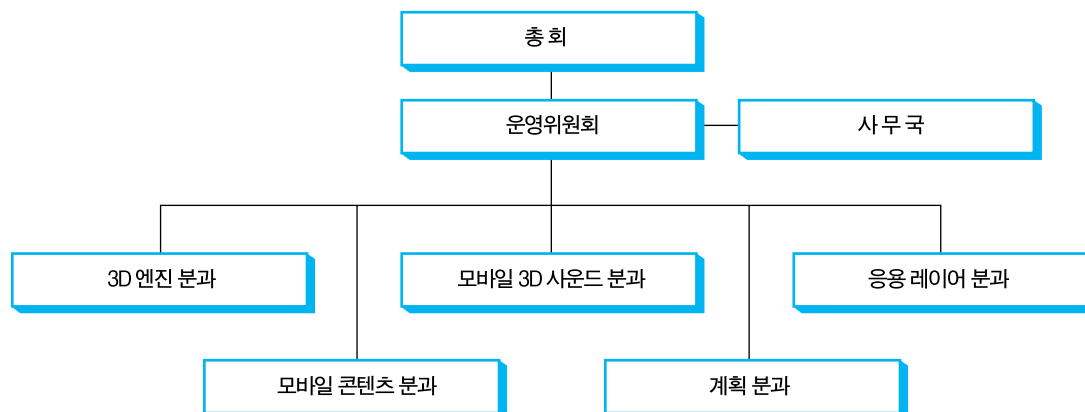 총 회
운영위원회
사 무 국
3D 엔진 분과
모바일 3D 사운드 분과
응용 레이어 분과
모바일 콘텐츠 분과
계획 분과